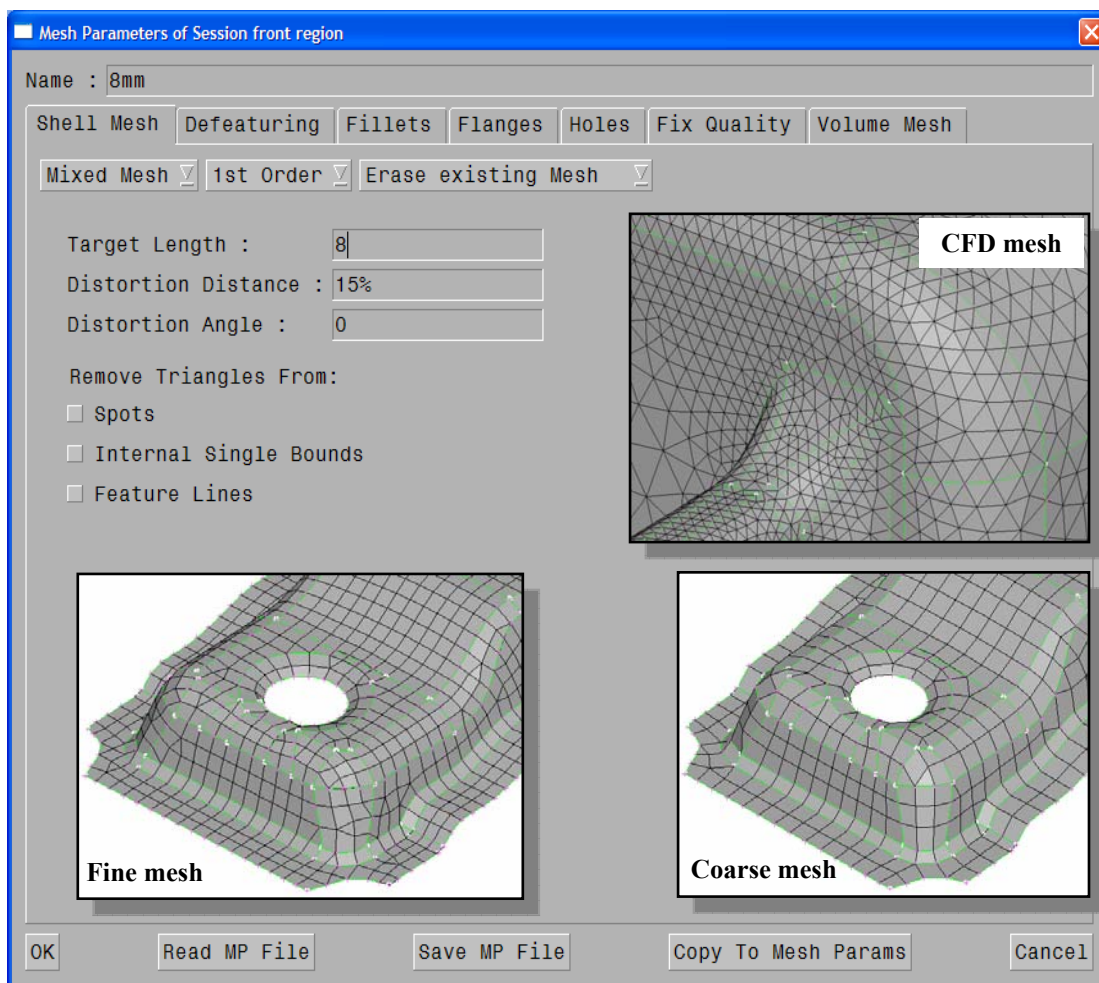 Mesh Parameters of Session front region
Name : 8mm
Shell Mesh Defeaturing Fillets Flanges Holes Fix Quality Volume Mesh
Mixed Mesh 1st Order Erase existing Mesh
Target Length : 8
CFD mesh
Distortion Distance : 15%
Distortion Angle : 0
Remove Triangles From:
Spots
Internal Single Bounds
Feature Lines
Fine mesh
Coarse mesh
OK Read MP File Save MP File Copy To Mesh Params Cancel